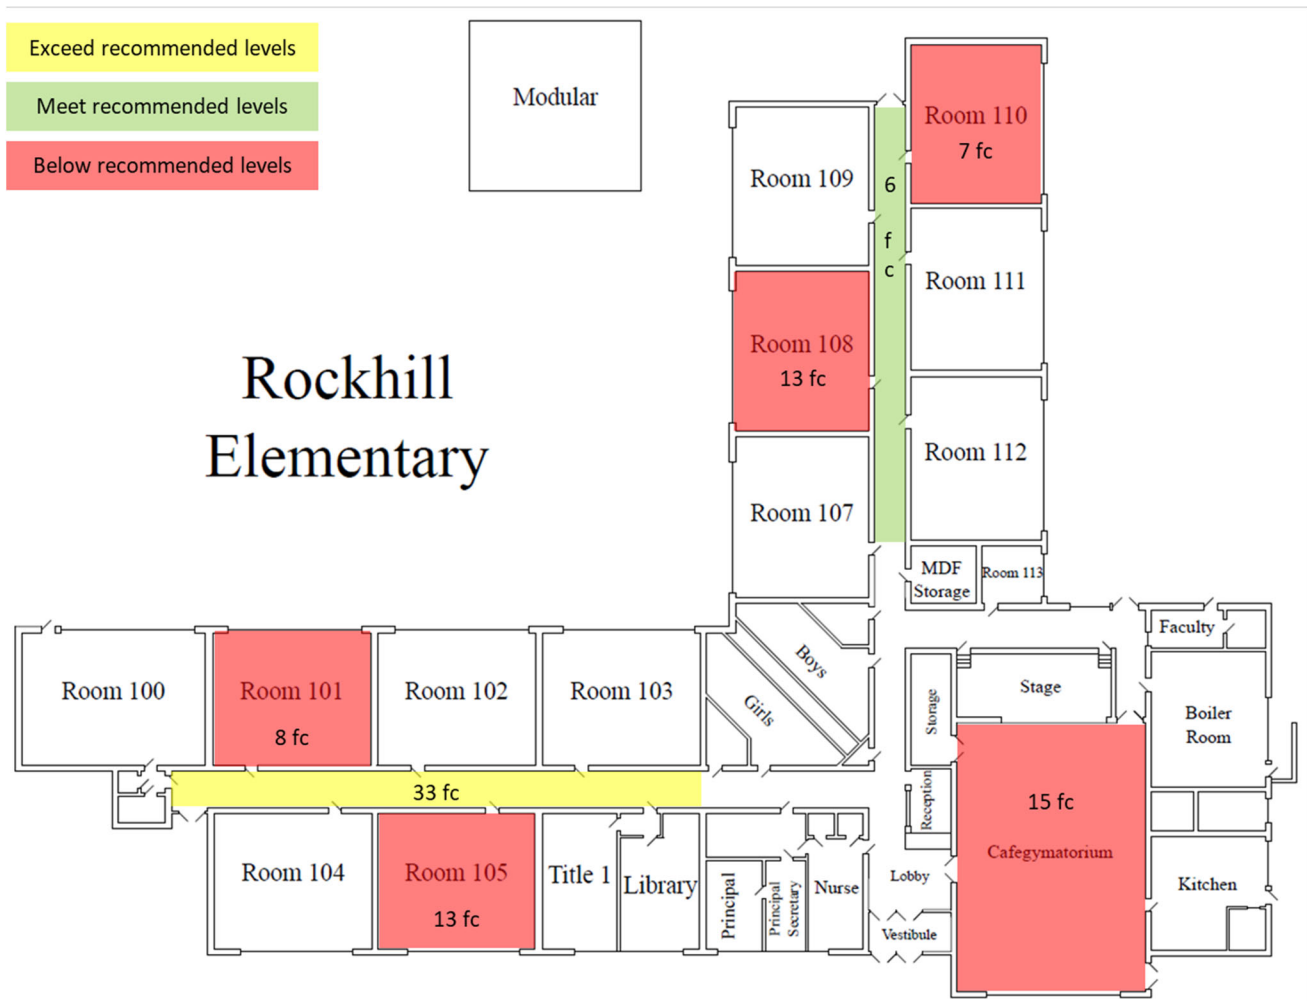 Exceed recommended levels
Meet recommended levels
Below recommended levels
Modular
Rockhill
Elementary
Room 109
6
f
c
Room 110
7 fc
Room 111
Room 108
13 fc
Room 112
Room 107
MDF
Storage
Room 113
Boys
Girls
Faculty
Stage
Storage
Boiler
Room
Room 100
Room 101
8 fc
Room 102
Room 103
33 fc
Reception
15 fc
Cafegymatorium
Room 104
Room 105
13 fc
Title 1
Library
Principal
Principal
Secretary
Nurse
Lobby
Vestibule
Kitchen